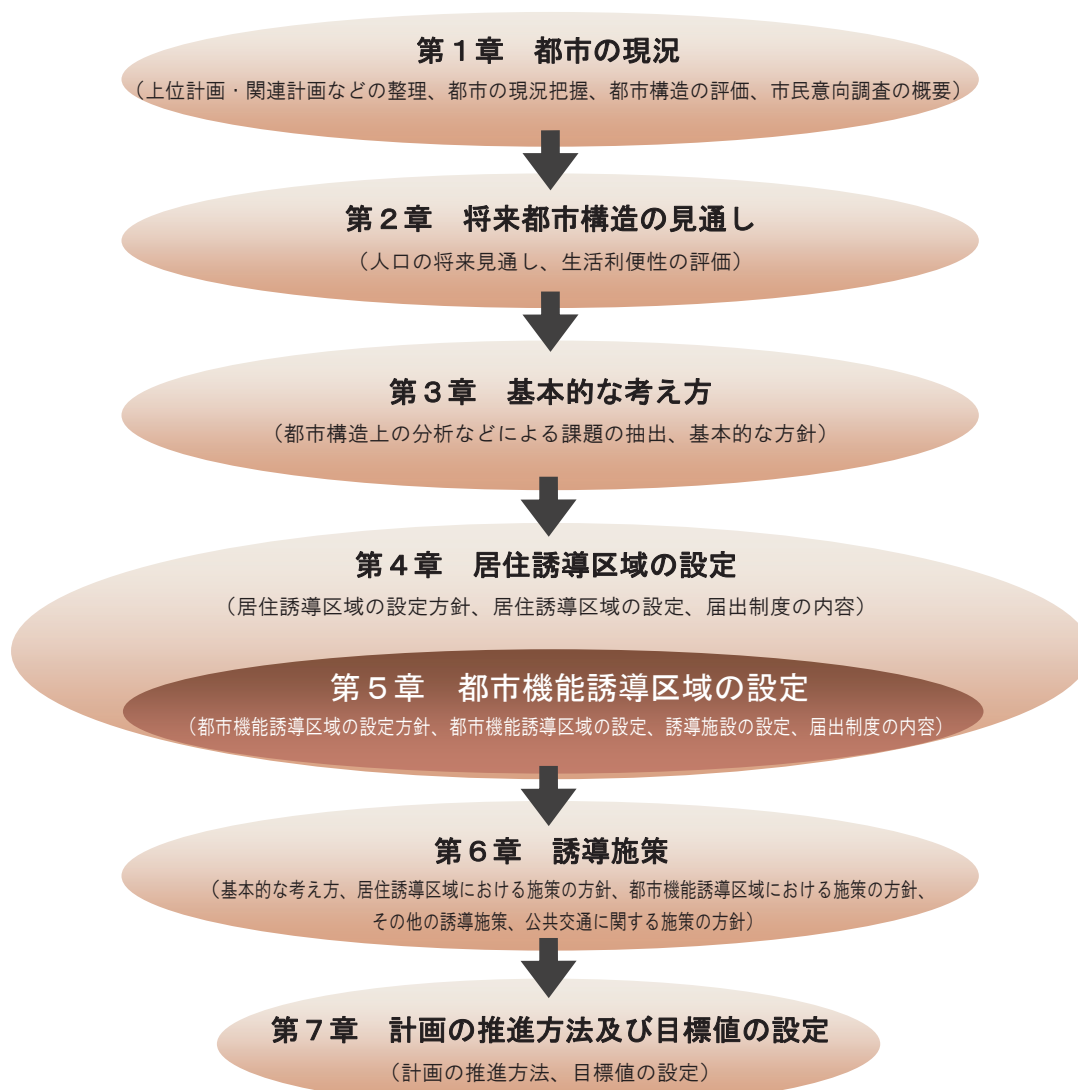 第１章　都市の現況
（上位計画・関連計画などの整理、都市の現況把握、都市構造の評価、市民意向調査の概要）
第２章　将来都市構造の見通し
（人口の将来見通し、生活利便性の評価）
第３章　基本的な考え方
（都市構造上の分析などによる課題の抽出、基本的な方針）
第４章　居住誘導区域の設定
（居住誘導区域の設定方針、居住誘導区域の設定、届出制度の内容）
第５章　都市機能誘導区域の設定
（都市機能誘導区域の設定方針、都市機能誘導区域の設定、誘導施設の設定、届出制度の内容）
第６章　誘導施策
（基本的な考え方、居住誘導区域における施策の方針、都市機能誘導区域における施策の方針、
その他の誘導施策、公共交通に関する施策の方針）
第７章　計画の推進方法及び目標値の設定
（計画の推進方法、目標値の設定）